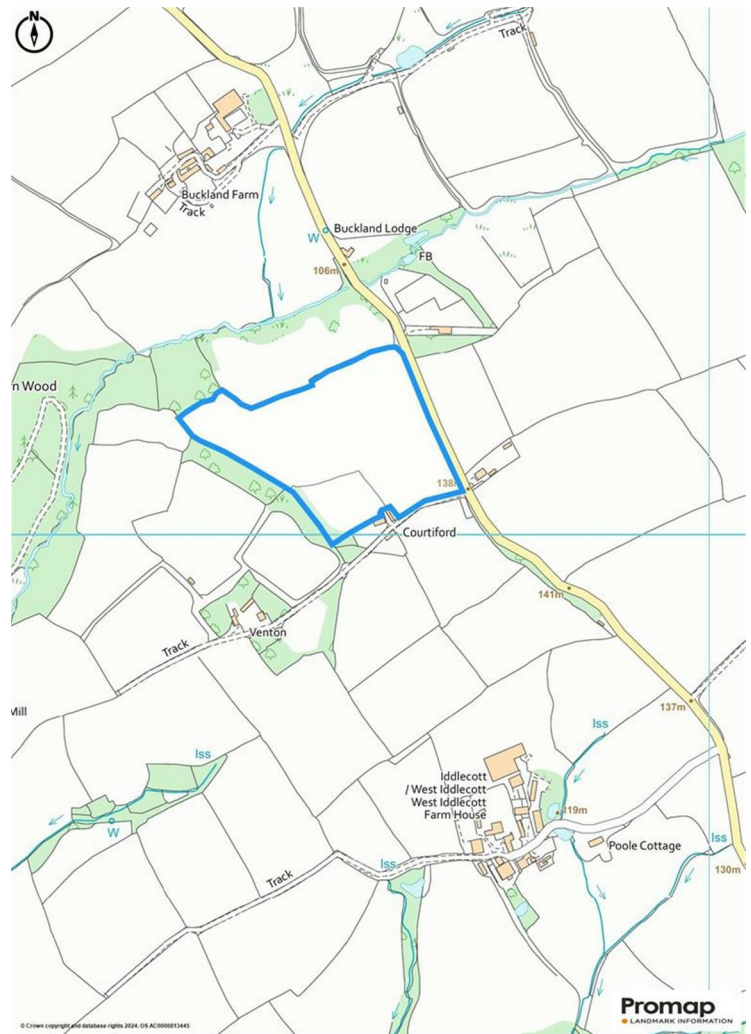 N
Track
Buckland Farm
Track
W
Buckland Lodge
106m
FB
n Wood
138m
Courtiford
141m
Venton
Track
137m
Mill
Iss
Iss
Iddlecott
/ West Iddlecott
West Iddlecott
Farm House
119m
W
Iss
Poole Cottage
Iss
130m
Track
Promap
LANDMARK INFORMATION
© Crown copyright and database rights 2024. OS AC0000813445